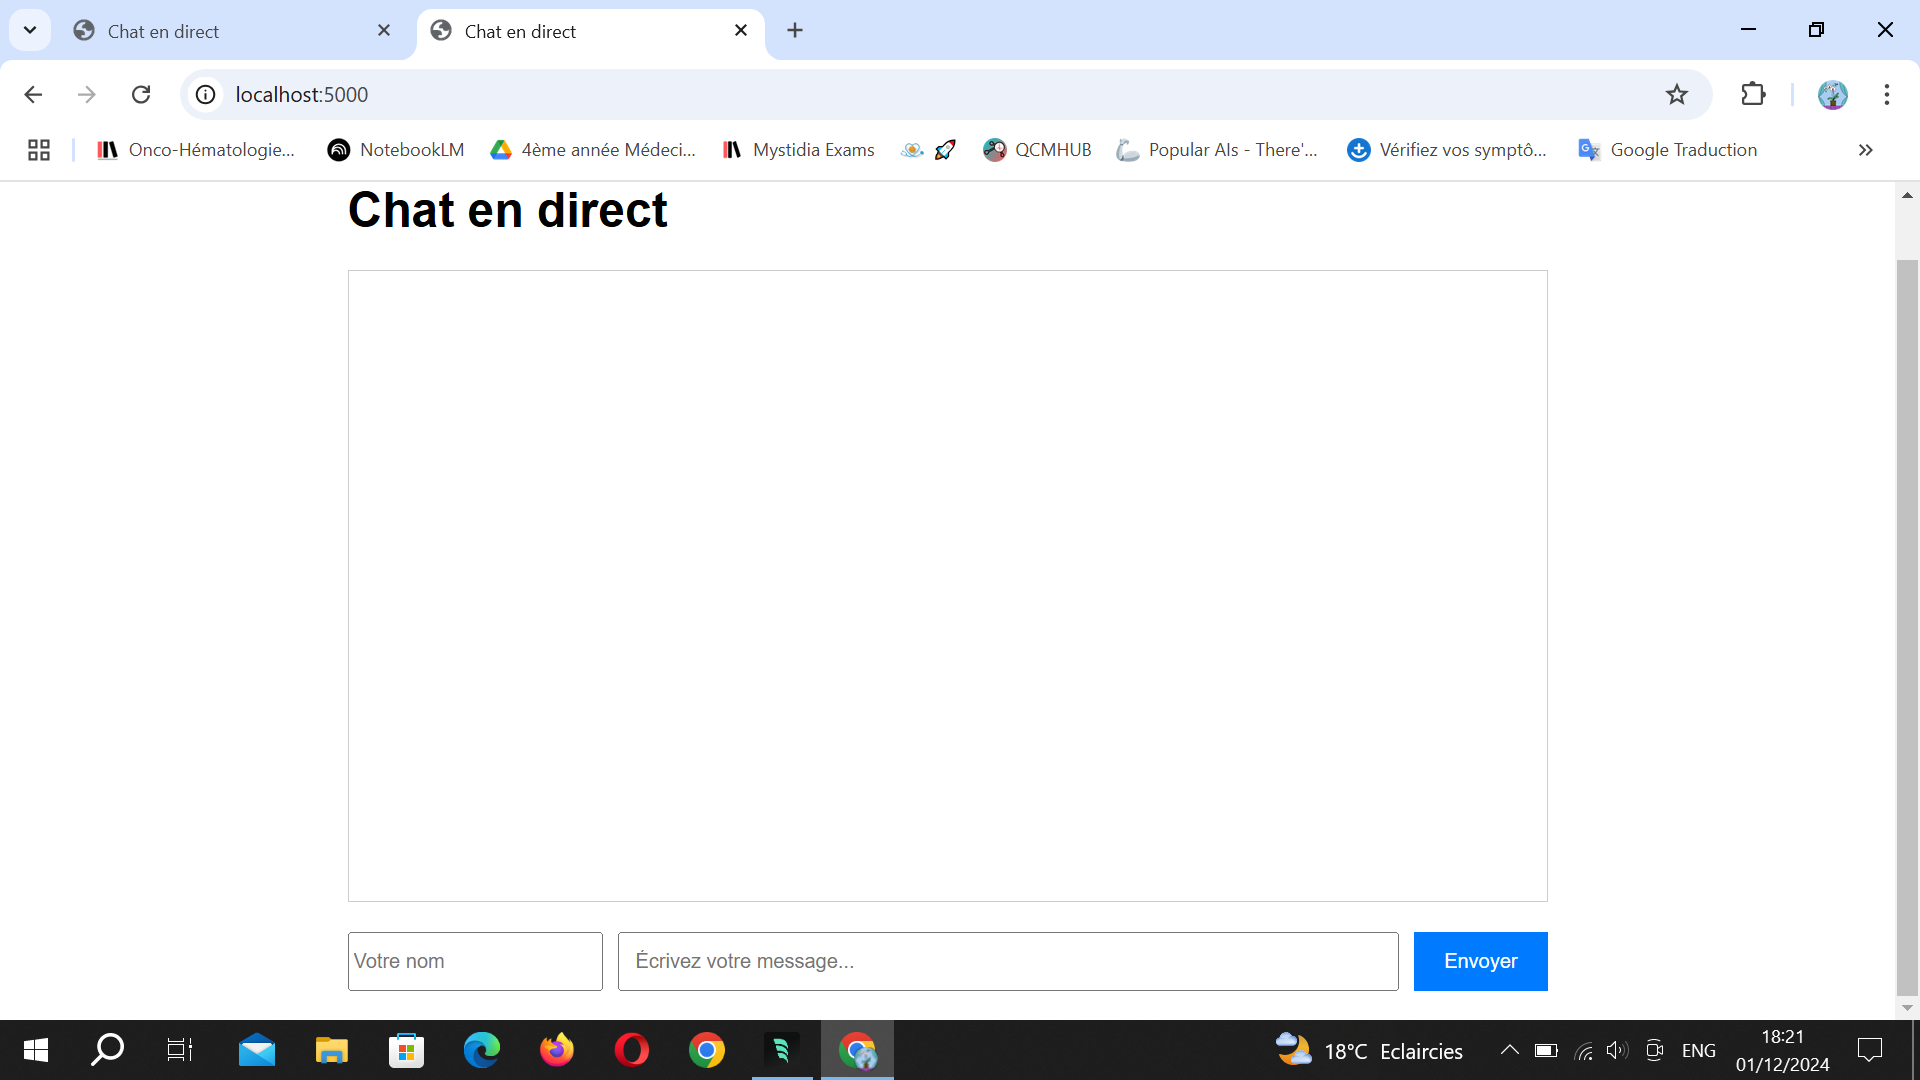 Chat en direct
Chat en direct
localhost:5000
Onco-Hématologie...
NotebookLM
4ème année Médeci...
Mystidia Exams
QCMHUB
Popular AIs - There'...
Vérifiez vos symptô...
Google Traduction
Chat en direct
Votre nom
Écrivez votre message...
Envoyer
18°C Eclaircies
ENG
18:21
01/12/2024